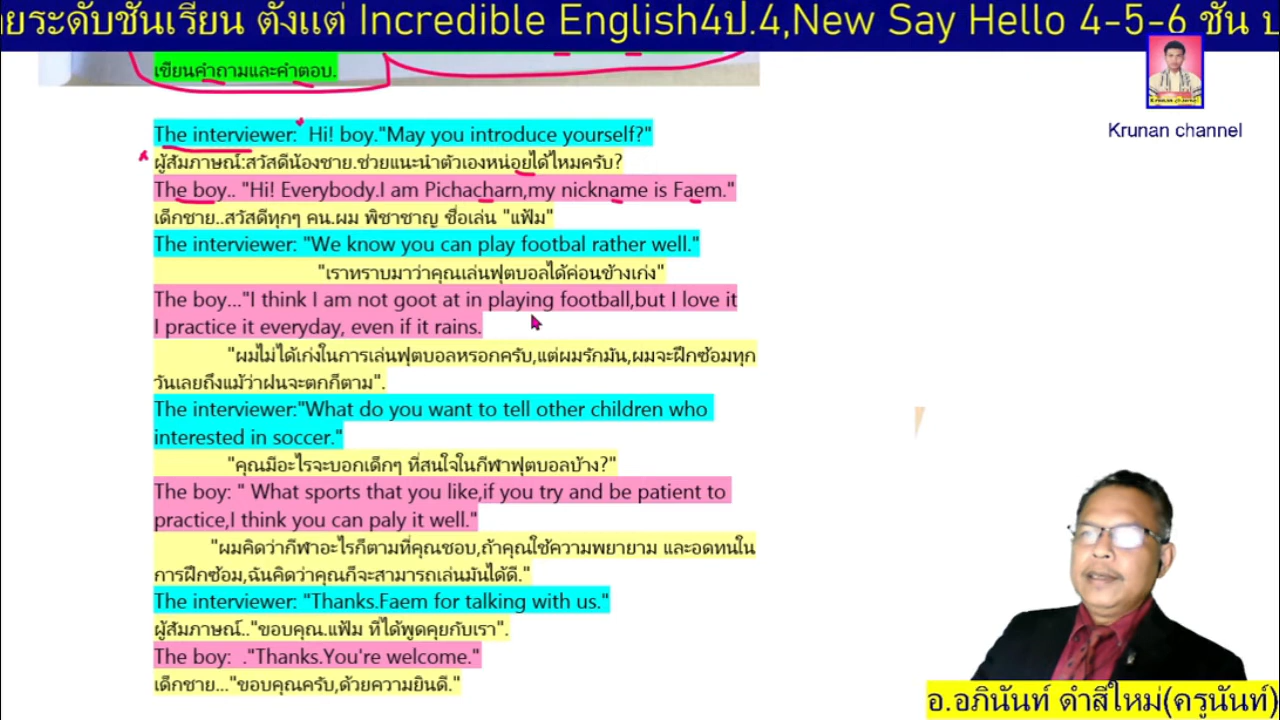 ยระดับชั้นเรียน ตั้งแต่ Incredible English4ป.4,New Say Hello 4-5-6 ชั้น ป
เขียนคำถามและคำตอบ.
Krunan channel
The interviewer: Hi! boy."May you introduce yourself?"
ผู้สัมภาษณ์:สวัสดีน้องชาย.ช่วยแนะนำตัวเองหน่อยได้ไหมครับ?
The boy.. "Hi! Everybody.I am Pichacharn,my nickname is Faem."
เด็กชาย..สวัสดีทุกๆ คน.ผม พิชาชาญ ชื่อเล่น "แฟ้ม"
The interviewer: "We know you can play footbal rather well."
"เราทราบมาว่าคุณเล่นฟุตบอลได้ค่อนข้างเก่ง"
The boy..."I think I am not goot at in playing football,but I love it
I practice it everyday, even if it rains.
"ผมไม่ได้เก่งในการเล่นฟุตบอลหรอกครับ,แต่ผมรักมัน,ผมจะฝึกซ้อมทุก
วันเลยถึงแม้ว่าฝนจะตกก็ตาม".
The interviewer:"What do you want to tell other children who
interested in soccer."
"คุณมีอะไรจะบอกเด็กๆ ที่สนใจในกีฬาฟุตบอลบ้าง?"
The boy: " What sports that you like,if you try and be patient to
practice,I think you can paly it well."
"ผมคิดว่ากีฬาอะไรก็ตามที่คุณชอบ,ถ้าคุณใช้ความพยายาม และอดทนใน
การฝึกซ้อม,ฉันคิดว่าคุณก็จะสามารถเล่นมันได้ดี."
The interviewer: "Thanks.Faem for talking with us."
ผู้สัมภาษณ์.."ขอบคุณ.แฟ้ม ที่ได้พูดคุยกับเรา".
The boy:  ."Thanks.You're welcome."
เด็กชาย..."ขอบคุณครับ,ด้วยความยินดี."
อ.อภินันท์ ดำสีใหม่(ครูนันท์)